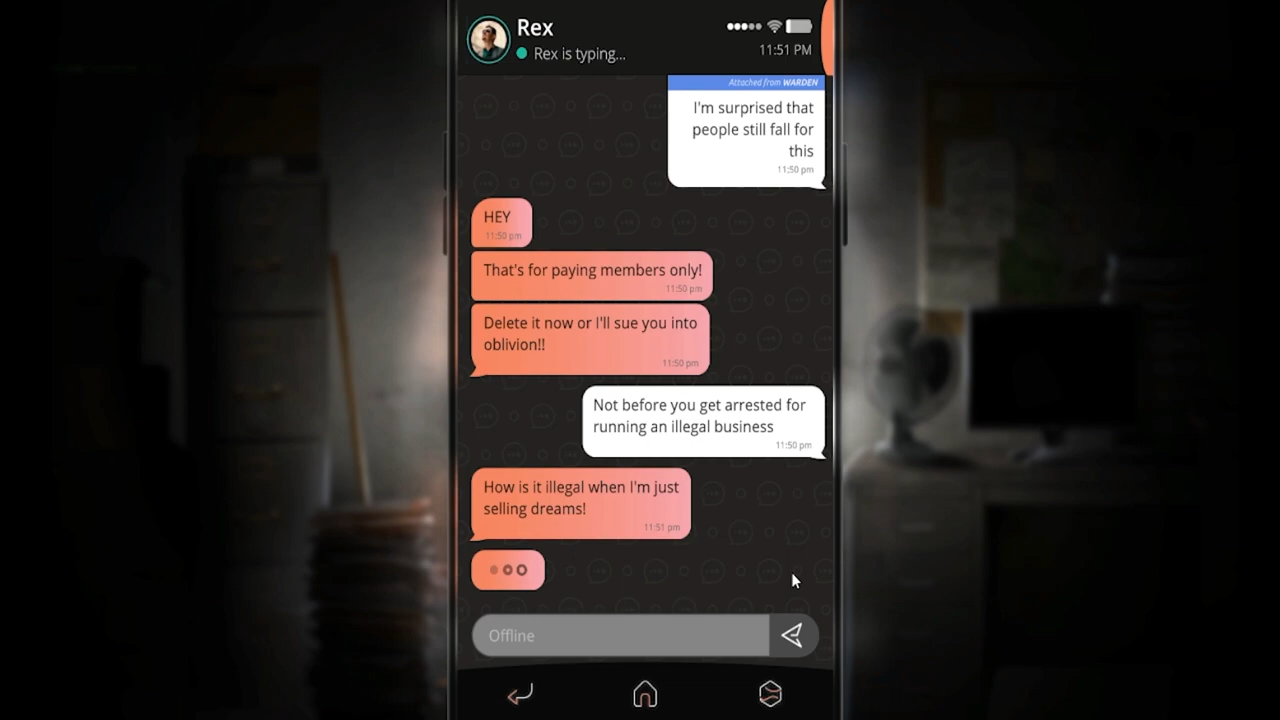 Rex
Rex is typing...
11:51 PM
Attached from WARDEN
I'm surprised that
people still fall for
this
11:50 pm
HEY
11:50 pm
That's for paying members only!
11:50 pm
Delete it now or I'll sue you into
oblivion!!
11:50 pm
Not before you get arrested for
running an illegal business
11:50 pm
How is it illegal when I'm just
selling dreams!
11:51 pm
Offline